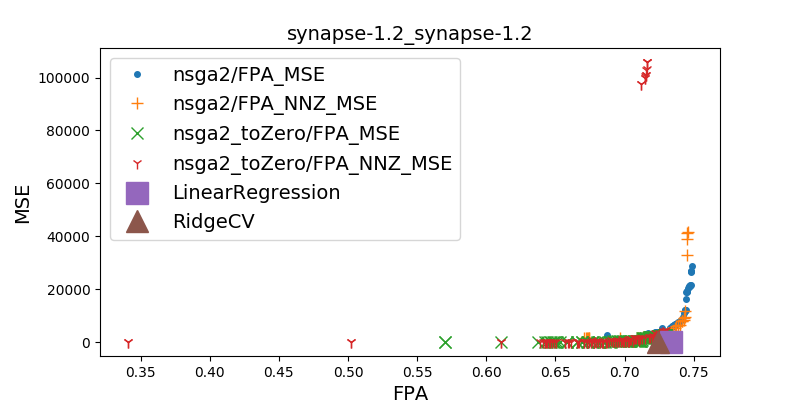 synapse-1.2_synapse-1.2
100000
80000
60000
40000
20000
0
MSE
nsga2/FPA_MSE
nsga2/FPA_NNZ_MSE
nsga2_toZero/FPA_MSE
nsga2_toZero/FPA_NNZ_MSE
LinearRegression
RidgeCV
0.35 0.40 0.45 0.50 0.55 0.60 0.65 0.70 0.75
FPA